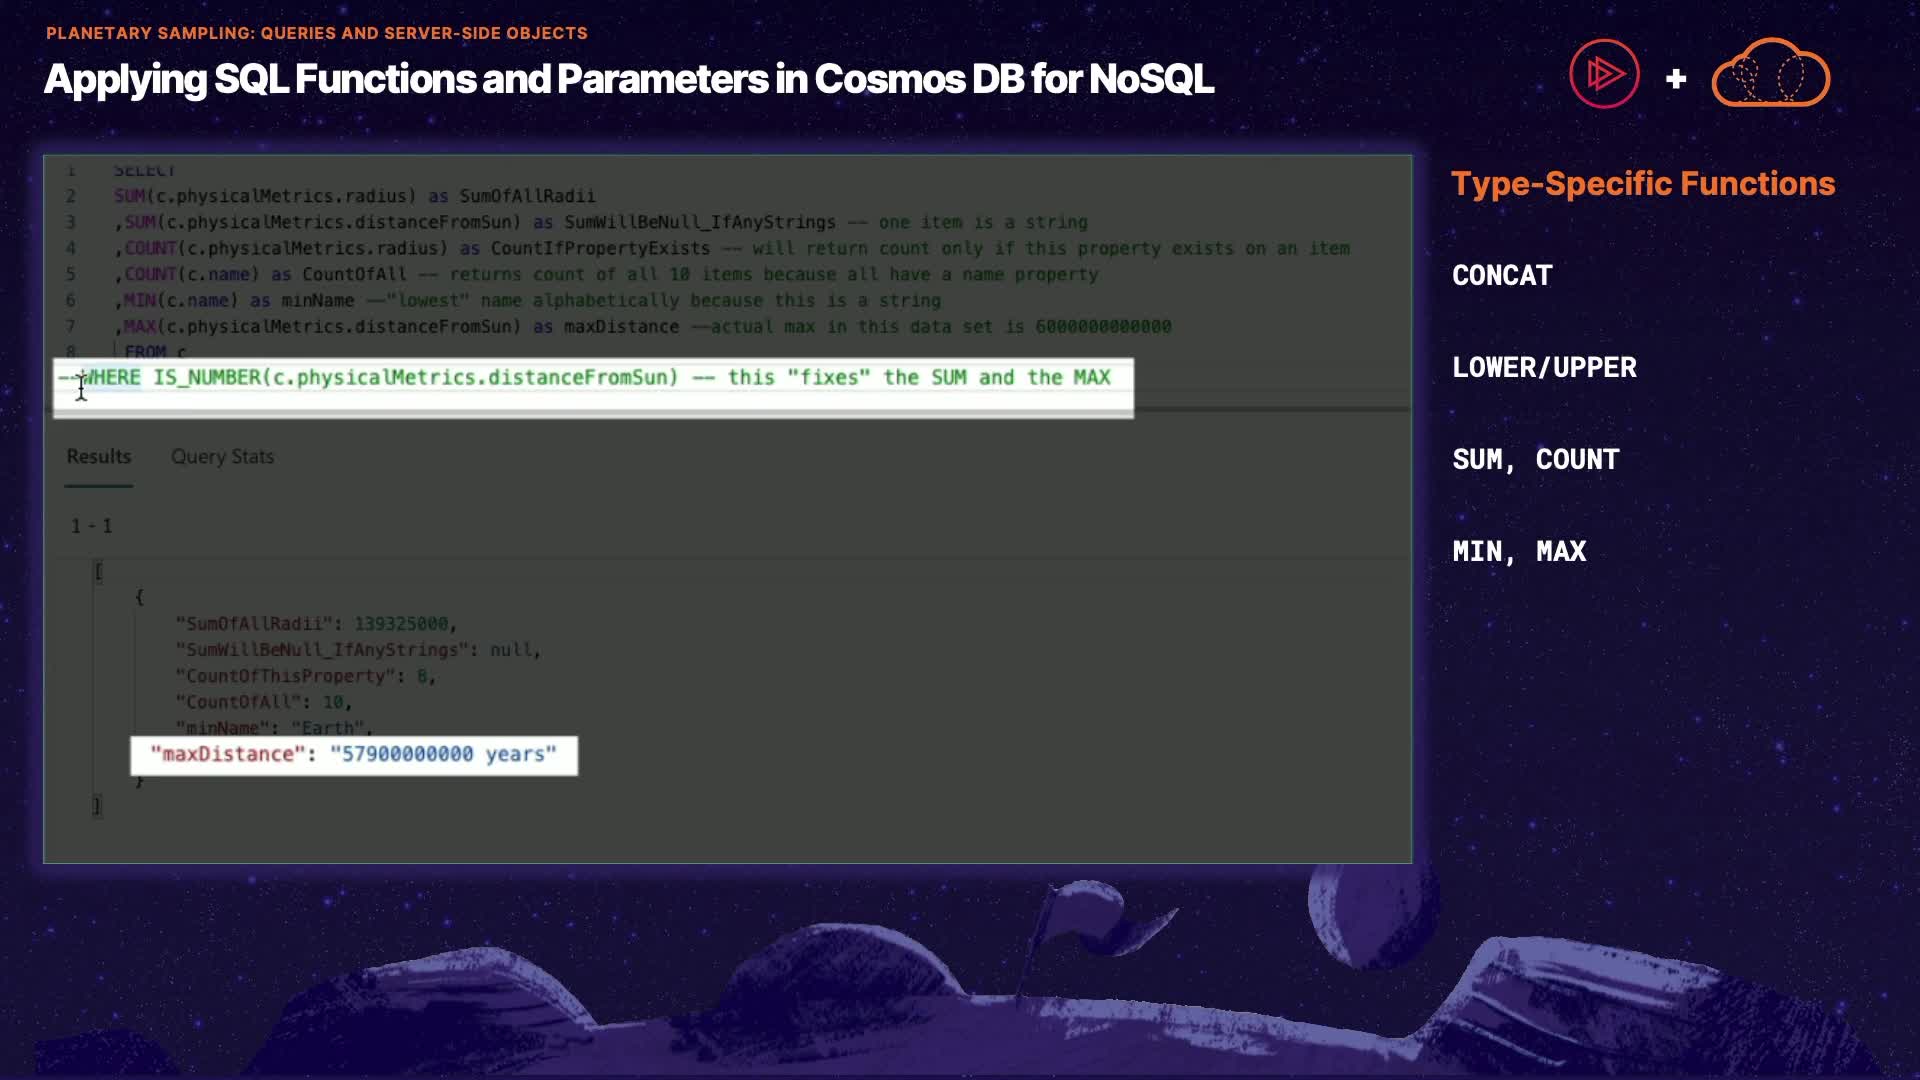 PLANETARY SAMPLING: QUERIES AND SERVER-SIDE OBJECTS
Applying SQL Functions and Parameters in Cosmos DB for NoSQL
+
1 SELECT
2 SUM(c.physicalMetrics.radius) as SumOfAllRadii
3 ,SUM(c.physicalMetrics.distanceFromSun) as SumWillBeNull_IfAnyStrings -- one item is a string
4 ,COUNT(c.physicalMetrics.radius) as CountIfPropertyExists -- will return count only if this property exists on an item
5 ,COUNT(c.name) as CountOfAll -- returns count of all 10 items because all have a name property
6 ,MIN(c.name) as minName --"lowest" name alphabetically because this is a string
7 ,MAX(c.physicalMetrics.distanceFromSun) as maxDistance --actual max in this data set is 6000000000000
8 FROM c
--WHERE IS_NUMBER(c.physicalMetrics.distanceFromSun) -- this "fixes" the SUM and the MAX
Results Query Stats
1 - 1
[
{
"SumOfAllRadii": 139325000,
"SumWillBeNull_IfAnyStrings": null,
"CountOfThisProperty": 8,
"CountOfAll": 10,
"minName": "Earth",
"maxDistance": "57900000000 years"
}
]
Type-Specific Functions
CONCAT
LOWER/UPPER
SUM, COUNT
MIN, MAX